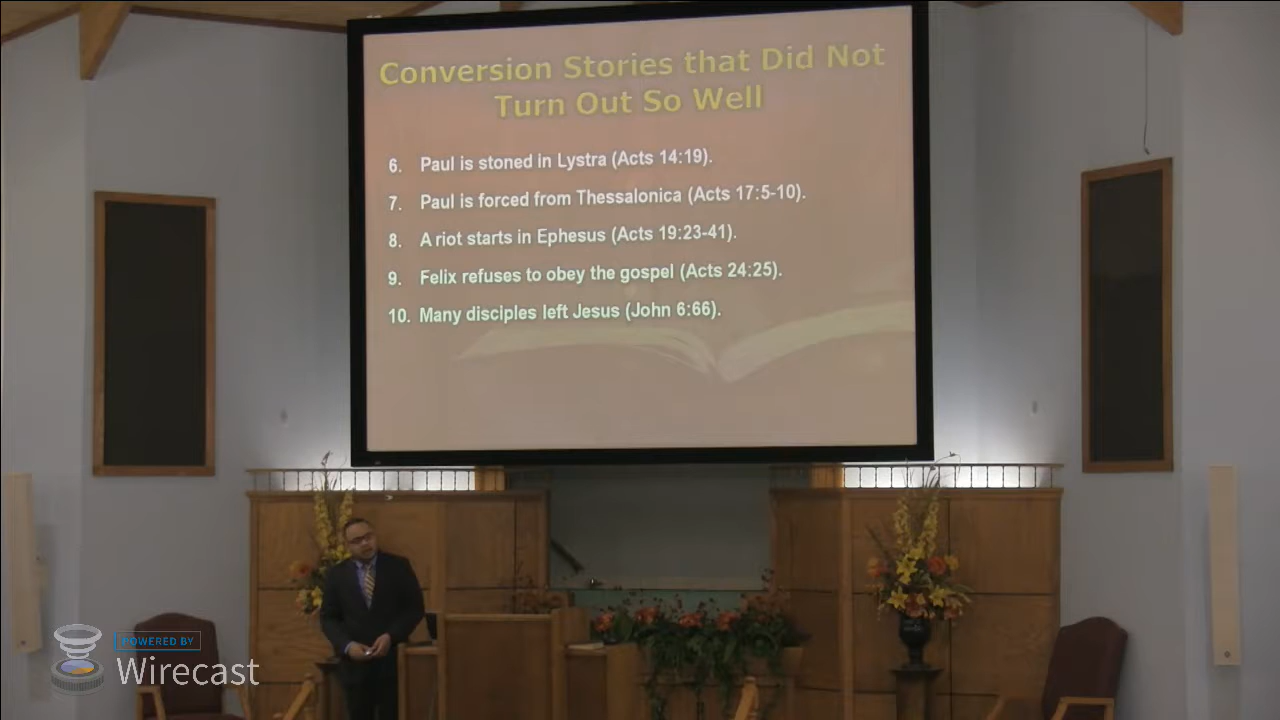 Conversion Stories that Did Not
Turn Out So Well
6. Paul is stoned in Lystra (Acts 14:19).
7. Paul is forced from Thessalonica (Acts 17:5-10).
8. A riot starts in Ephesus (Acts 19:23-41).
9. Felix refuses to obey the gospel (Acts 24:25).
10. Many disciples left Jesus (John 6:66).
POWERED BY
Wirecast